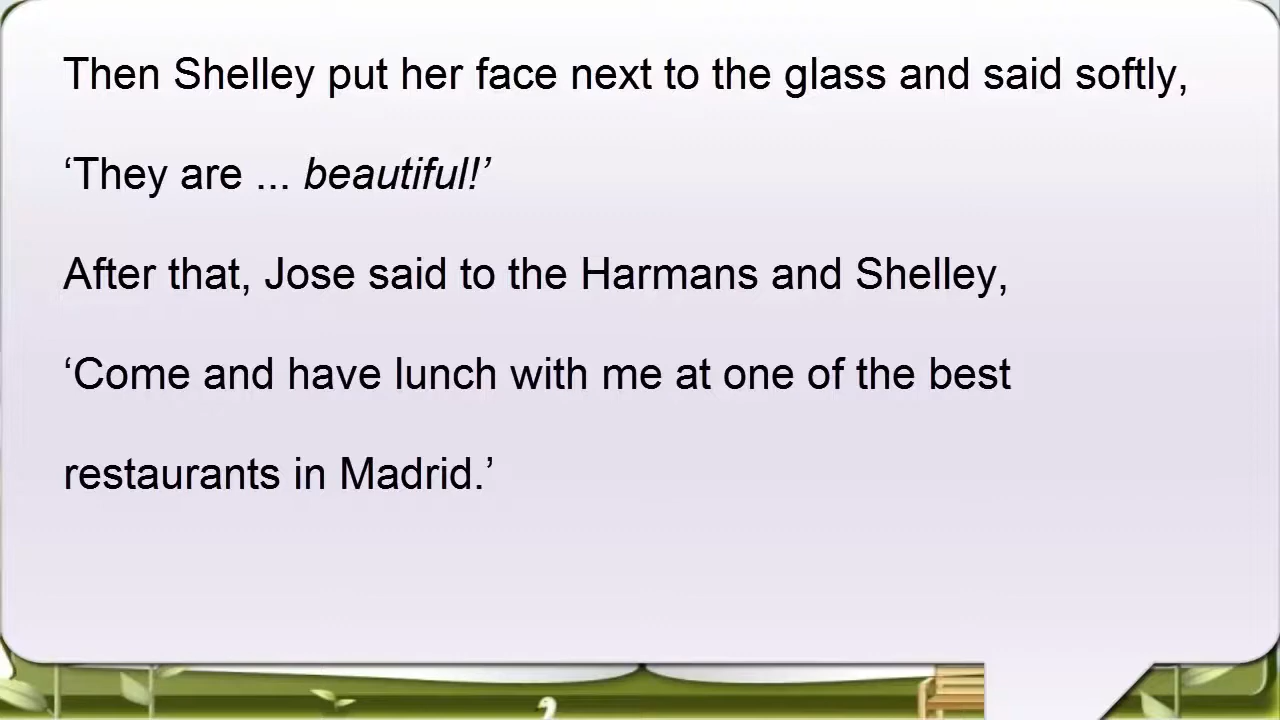 Then Shelley put her face next to the glass and said softly,
‘They are ... beautiful!’
After that, Jose said to the Harmans and Shelley,
‘Come and have lunch with me at one of the best
restaurants in Madrid.’